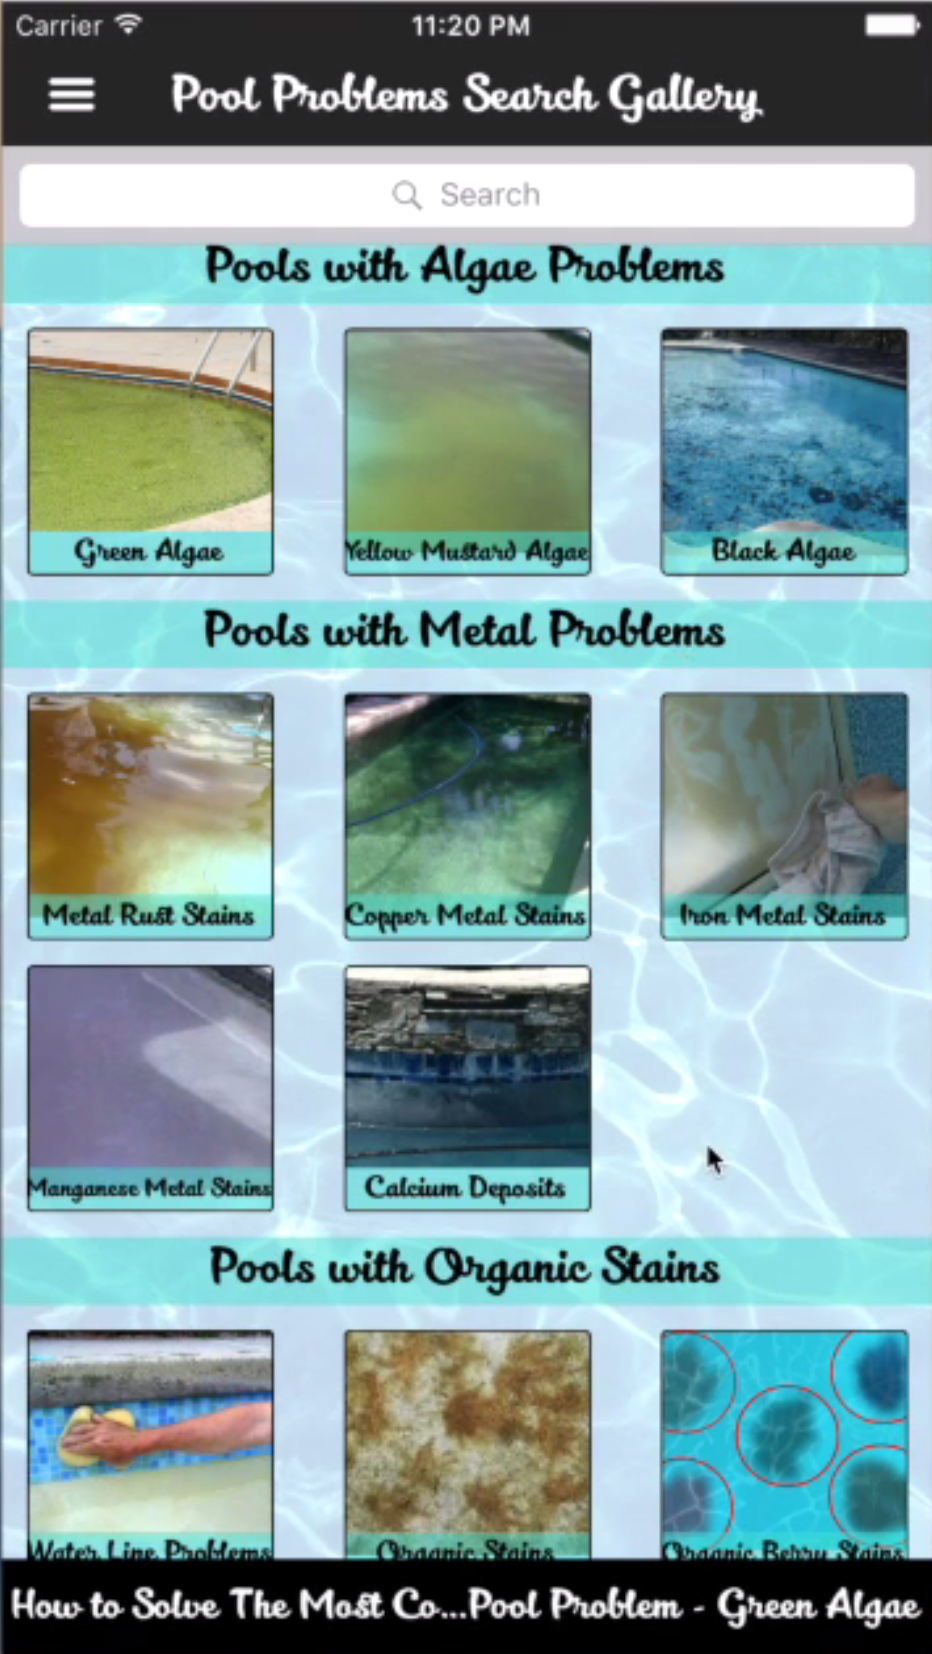 Carrier 11:20 PM
Pool Problems Search Gallery
Search
Pools with Algae Problems
Green Algae Yellow Mustard Algae Black Algae
Pools with Metal Problems
Metal Rust Stains Copper Metal Stains Iron Metal Stains
Manganese Metal Stains Calcium Deposits
Pools with Organic Stains
Water Line Problems Organic Stains Organic Berry Stains
How to Solve The Most Co...Pool Problem - Green Algae